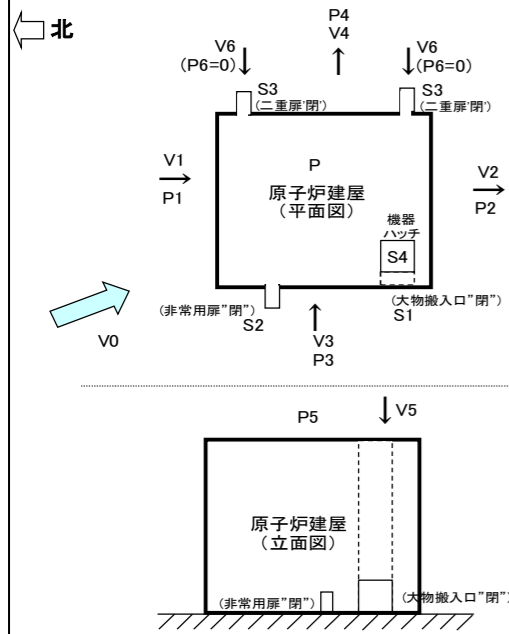 北
P4
V4
V6
(P6=0)
V6
(P6=0)
S3
(二重扉'閉')
S3
(二重扉'閉')
V1
P1
P
原子炉建屋
(平面図)
V2
P2
機器
ハッチ
S4
(非常用扉"閉")
S2
(大物搬入口"閉")
S1
V0
V3
P3
P5
V5
原子炉建屋
(立面図)
(非常用扉"閉")
(大物搬入口"閉")